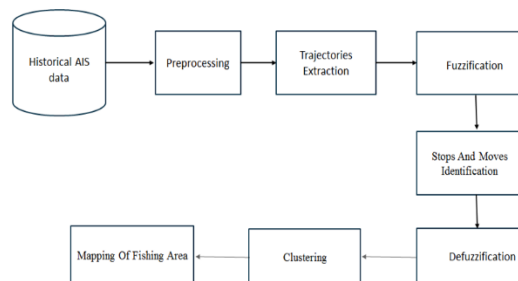 Historical AIS
data
Preprocessing
Trajectories
Extraction
Fuzzification
Stops And Moves
Identification
Defuzzification
Clustering
Mapping Of Fishing Area